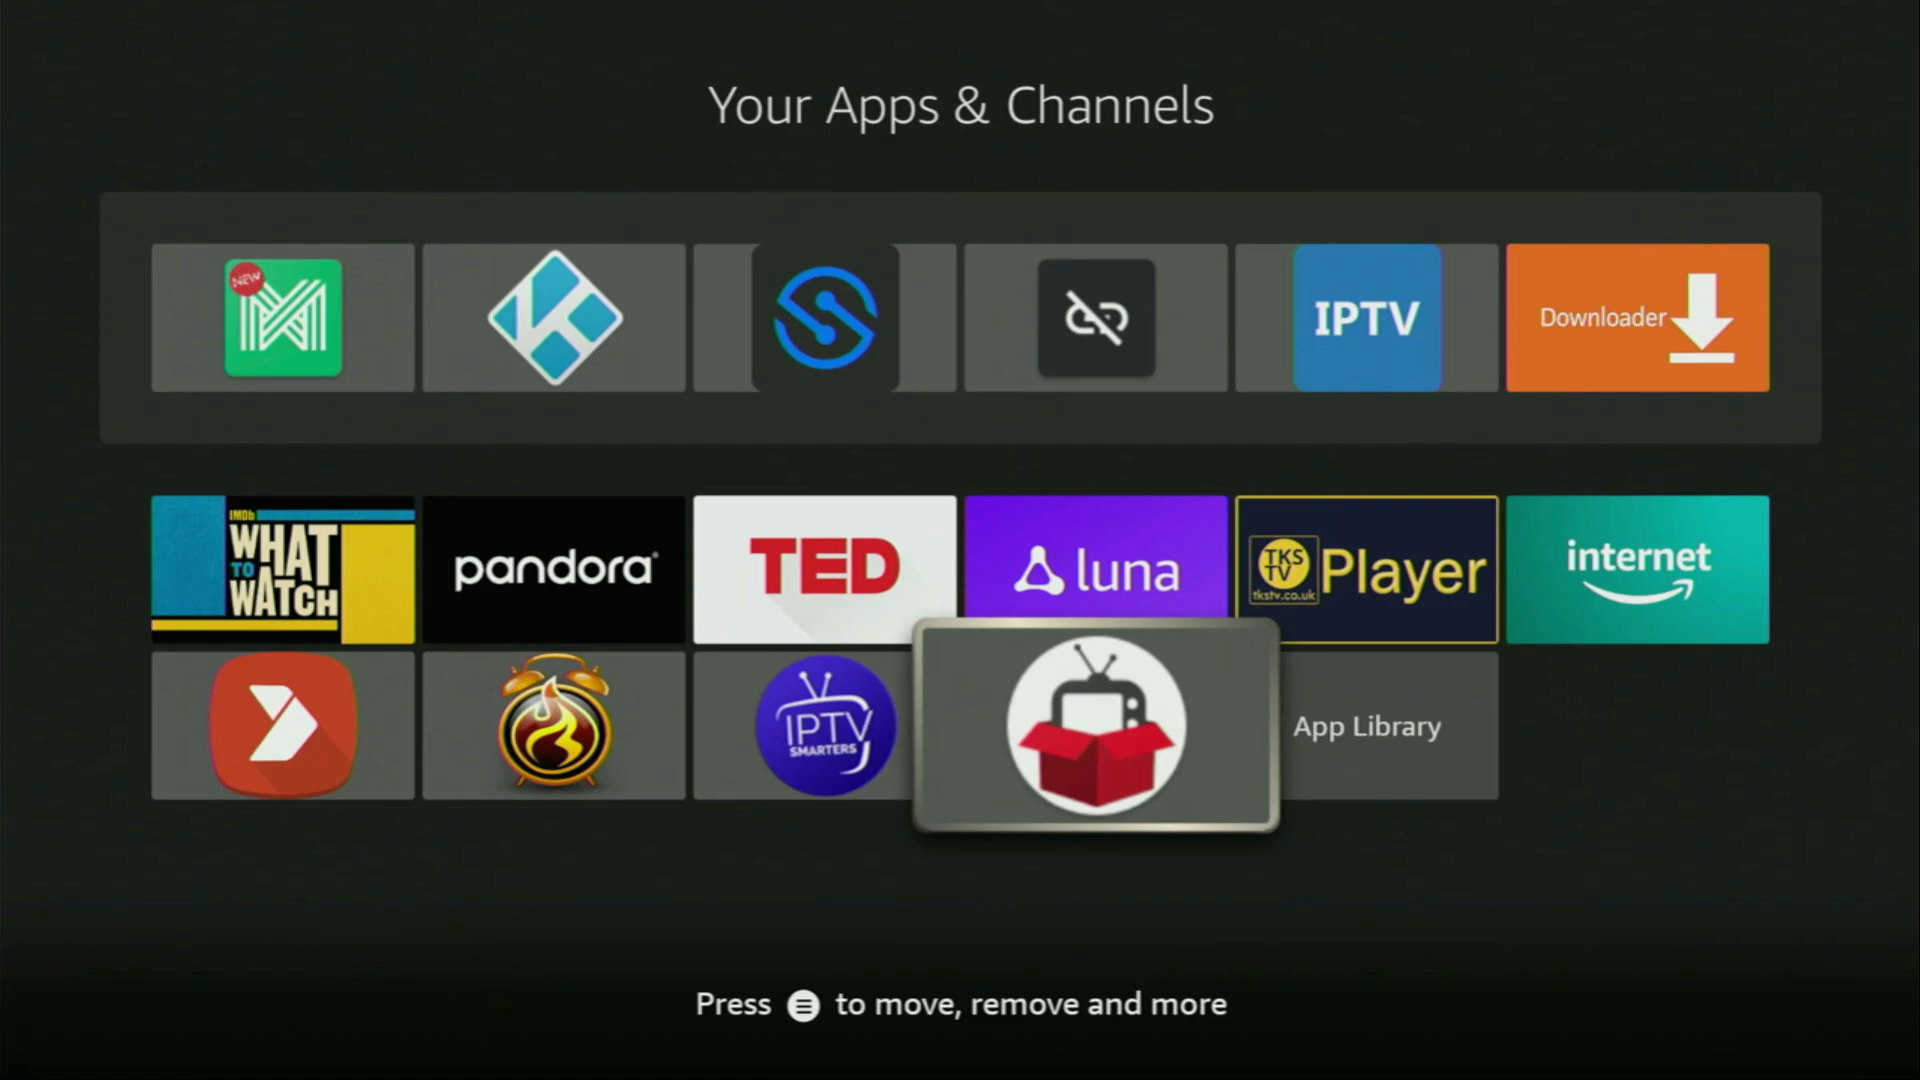 Your Apps & Channels
NEW
IPTV
Downloader
IMDb
WHAT
TO
WATCH
pandora®
TED
luna
TKS
TV
tkstv.co.uk
Player
internet
IPTV
SMARTERS
App Library
Press to move, remove and more